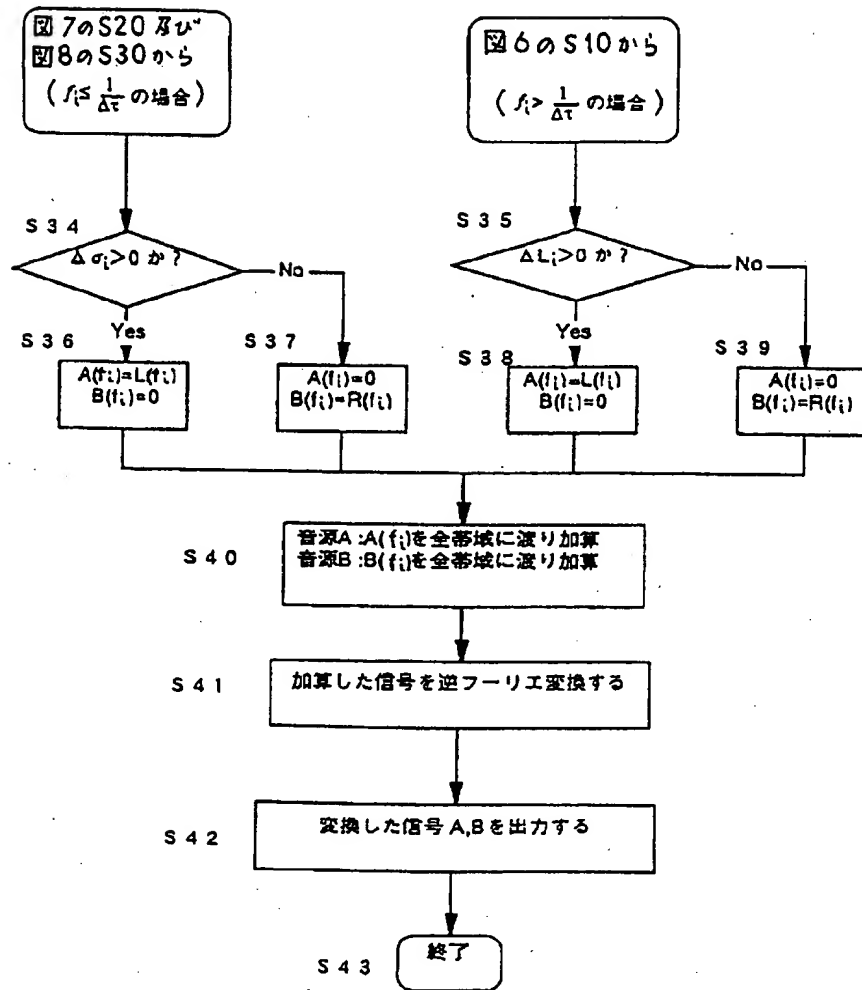 図7のS20 及び
図8のS30から
( fi≤ 1/Δτ の場合)
図6のS10から
( fi> 1/Δτ の場合)
S34
Δσi>0か?
No
Yes
S35
ΔLi>0か?
No
Yes
S36
A(fi)=L(fi)
B(fi)=0
S37
A(fi)=0
B(fi)=R(fi)
S38
A(fi)=L(fi)
B(fi)=0
S39
A(fi)=0
B(fi)=R(fi)
S40
音源A:A(fi)を全帯域に渡り加算
音源B:B(fi)を全帯域に渡り加算
S41
加算した信号を逆フーリエ変換する
S42
変換した信号A,Bを出力する
S43
終了